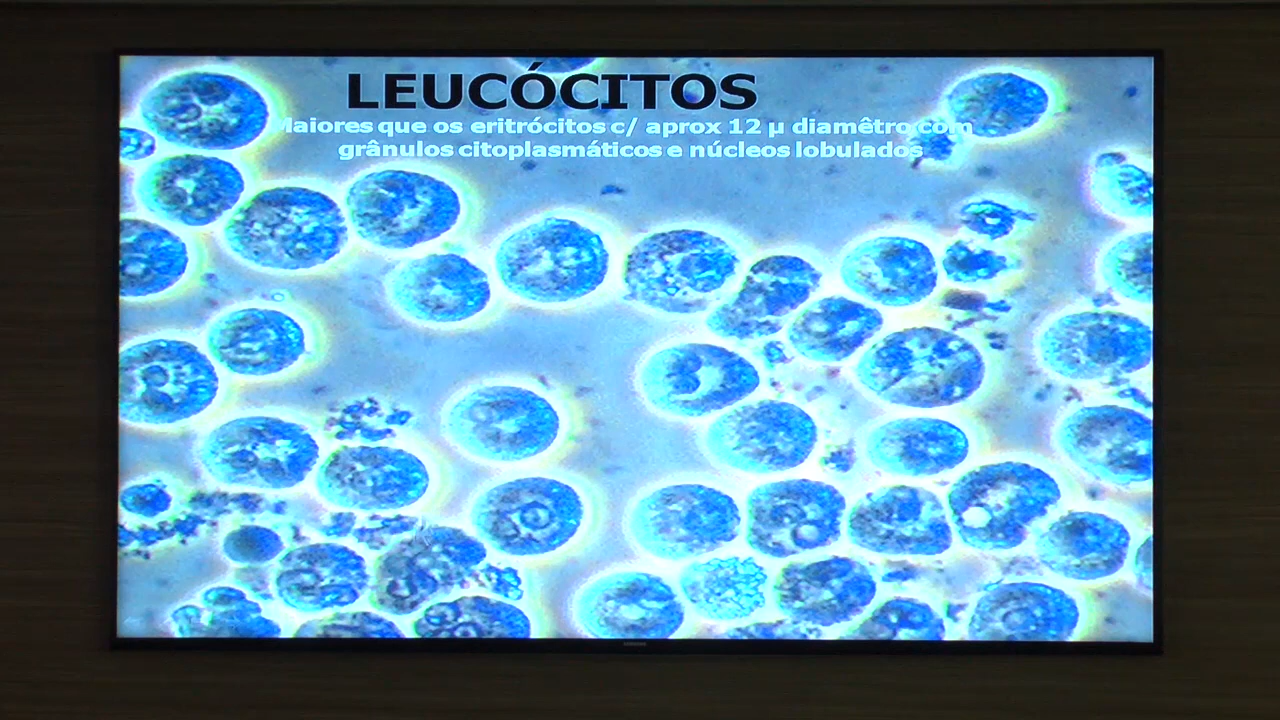 LEUCÓCITOS
Maiores que os eritrócitos c/ aprox 12 µ diamêtro com
grânulos citoplasmáticos e núcleos lobulados